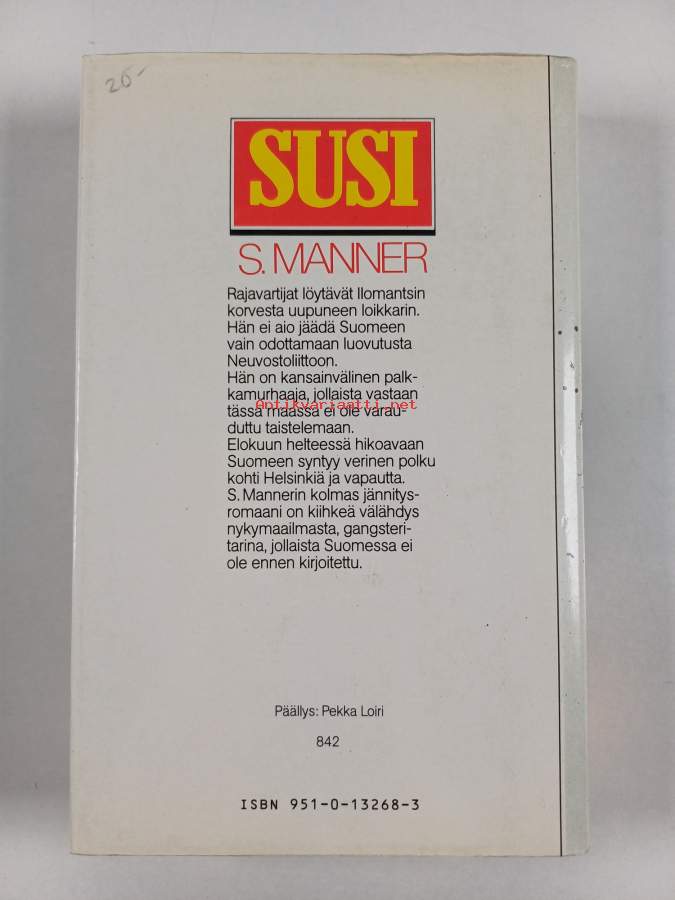 20-
SUSI
S. MANNER
Rajavartijat löytävät Ilomantsin
korvesta uupuneen loikkarin.
Hän ei aio jäädä Suomeen
vain odottamaan luovutusta
Neuvostoliittoon.
Hän on kansainvälinen palk-
kamurhaaja, jollaista vastaan
Antikvariaatti.net
tässä maassa ei ole varau-
duttu taistelemaan.
Elokuun helteessä hikoavaan
Suomeen syntyy verinen polku
kohti Helsinkiä ja vapautta.
S. Mannerin kolmas jännitys-
romaani on kiihkeä välähdys
nykymaailmasta, gangsteri-
tarina, jollaista Suomessa ei
ole ennen kirjoitettu.
Päällys: Pekka Loiri
842
ISBN 951-0-13268-3